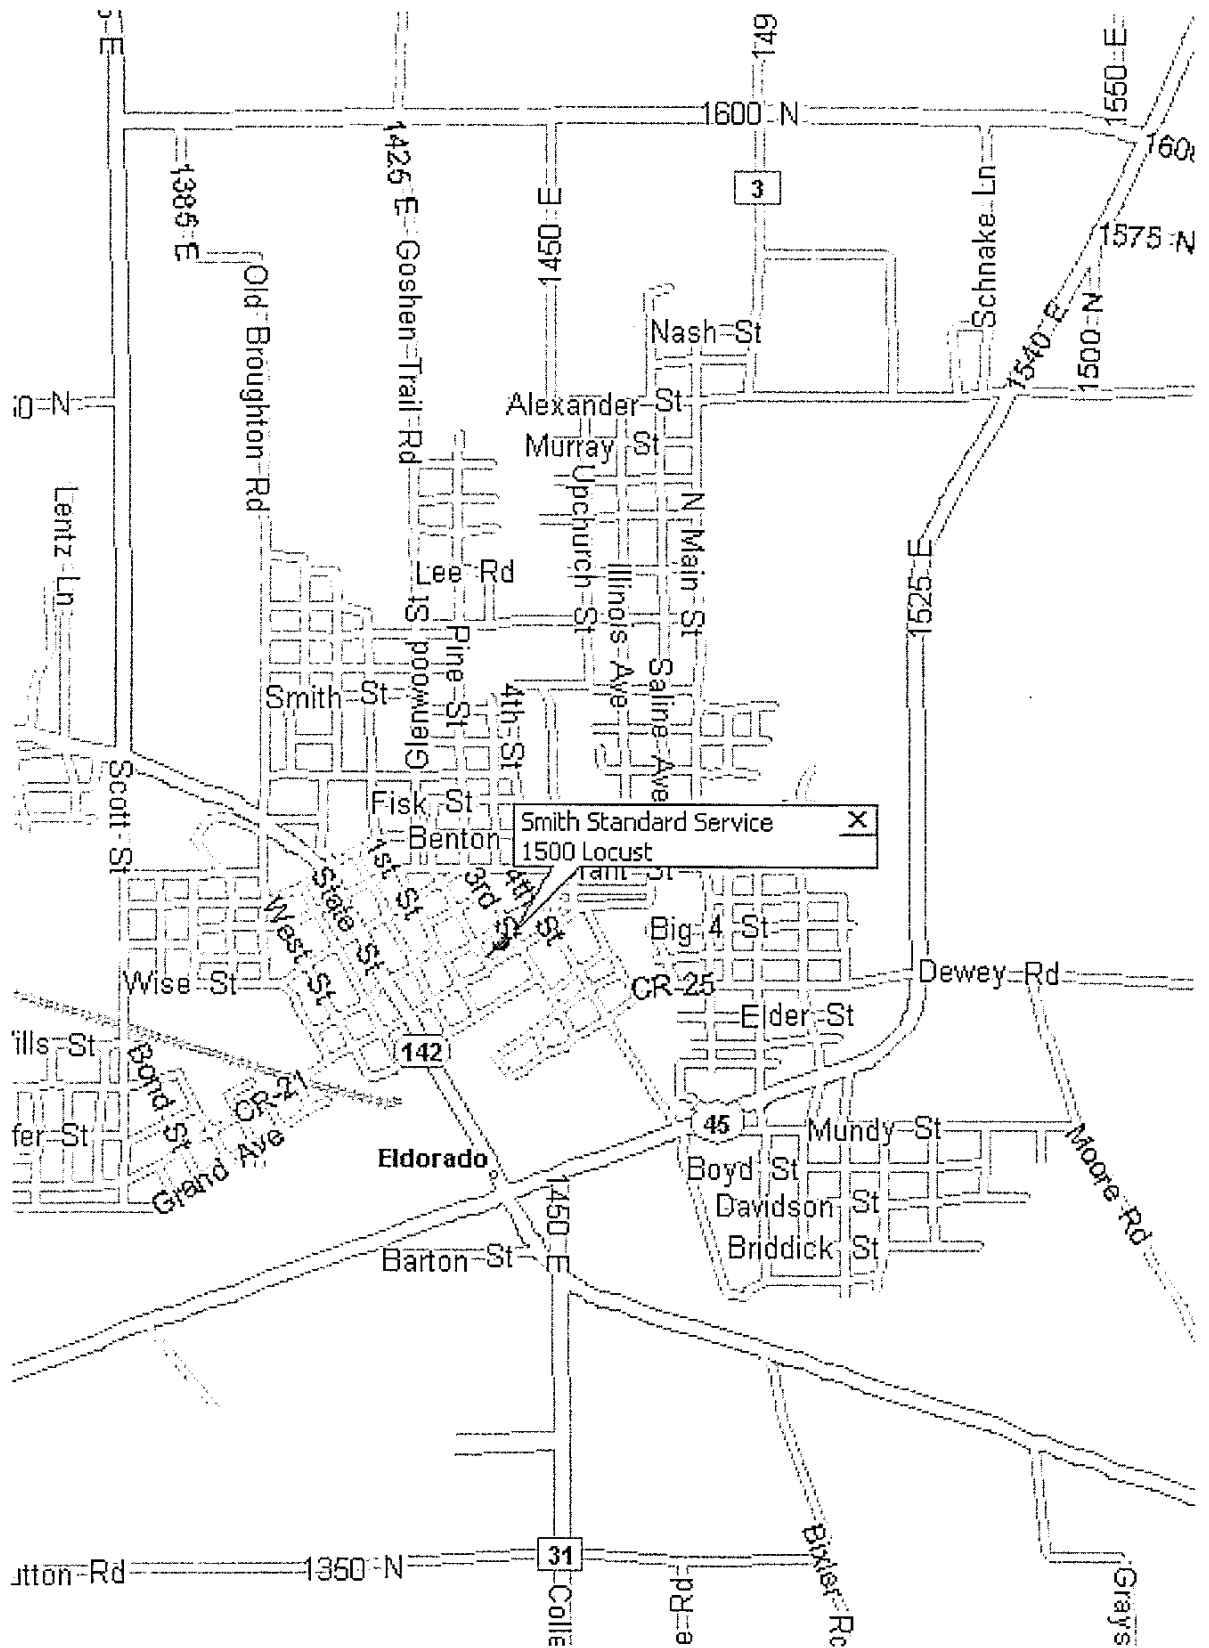 E
149
1550 E
1600 N
1425 E
1385 E
1450 E
3
Schnake Ln
1575 N
Old Broughton Rd
Goshen Trail Rd
Nash St
1540 E
1500 N
Alexander St
Murray St
Lentz Ln
Upchurch St
N Main St
Lee Rd
Illinois Ave
1525 E
Glenwood St
Pine St
Saline Ave
Smith St
4th St
Scott St
Fisk St
Benton
Smith Standard Service
1500 Locust
1st St
State St
3rd St
4th St
West St
Big 4 St
Wise St
CR-25
Dewey Rd
Elder St
142
Bond St
CR-21
45
Mundy St
Moore Rd
Grand Ave
Eldorado
Boyd St
1450 E
Davidson St
Barton St
Briddick St
31
1350 N
Bixler
Rd
Grays